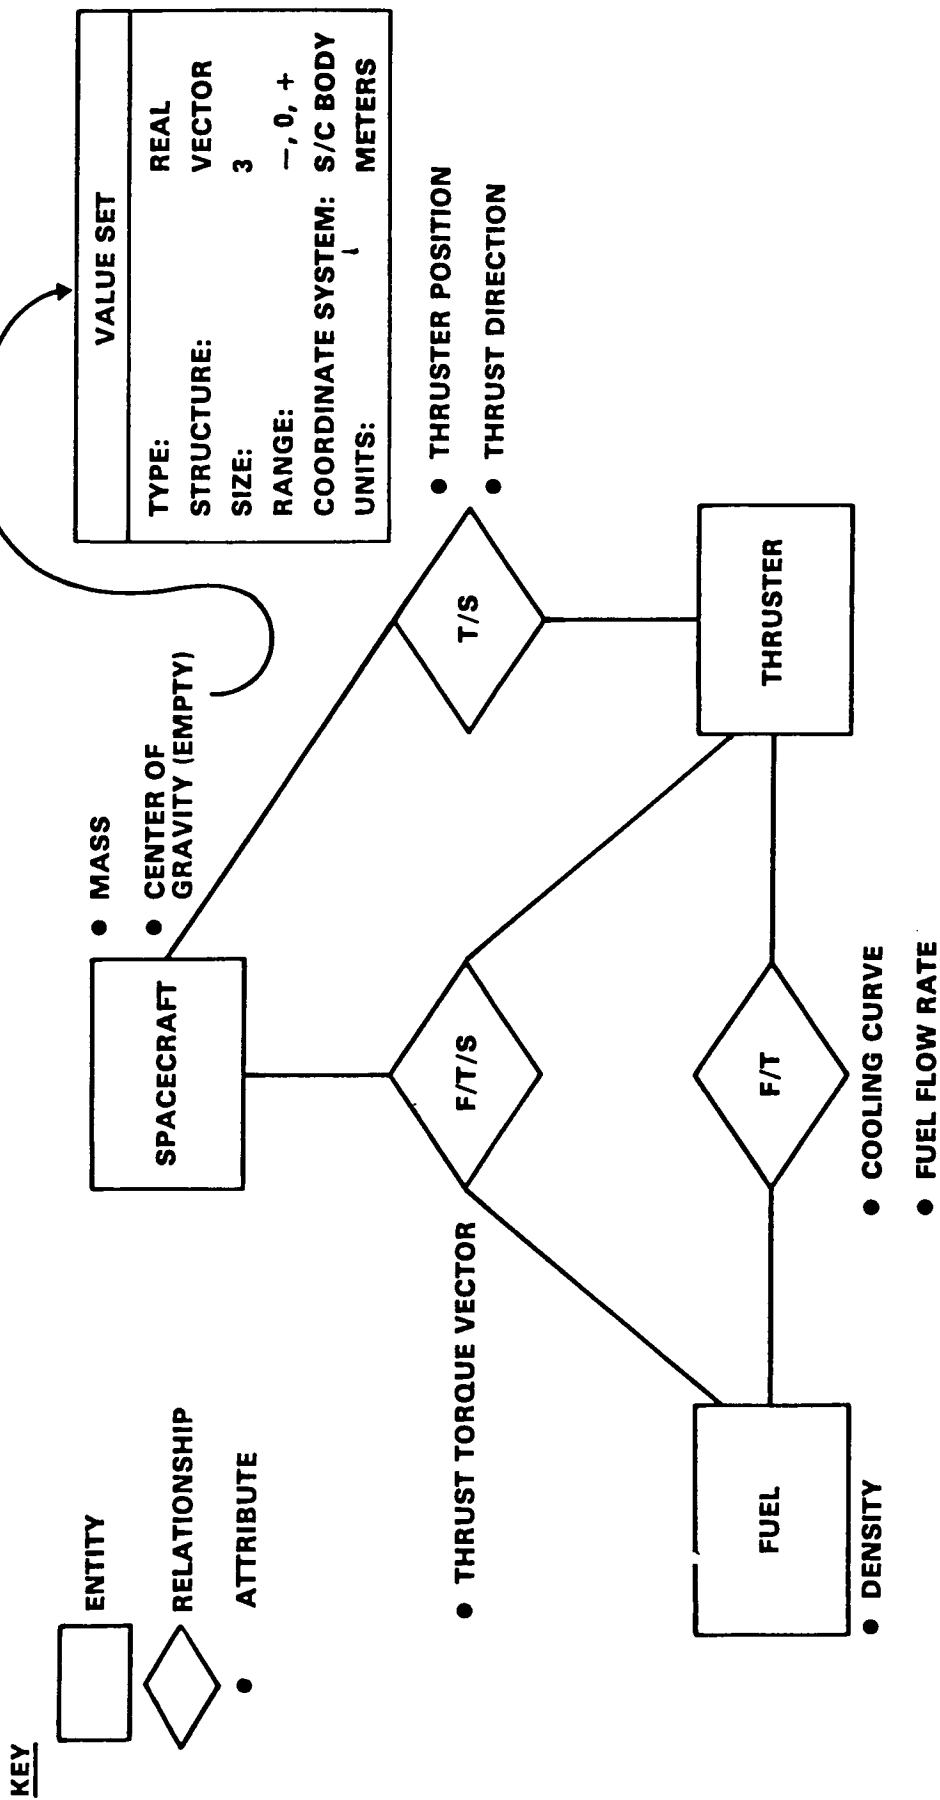 KEY
ENTITY
RELATIONSHIP
● ATTRIBUTE
SPACECRAFT
● MASS
● CENTER OF
GRAVITY (EMPTY)
VALUE SET
TYPE: REAL
STRUCTURE: VECTOR
SIZE: 3
RANGE: −, 0, +
COORDINATE SYSTEM: S/C BODY
UNITS: METERS
● THRUST TORQUE VECTOR
F/T/S
T/S
● THRUSTER POSITION
● THRUST DIRECTION
FUEL
● DENSITY
F/T
● COOLING CURVE
● FUEL FLOW RATE
THRUSTER